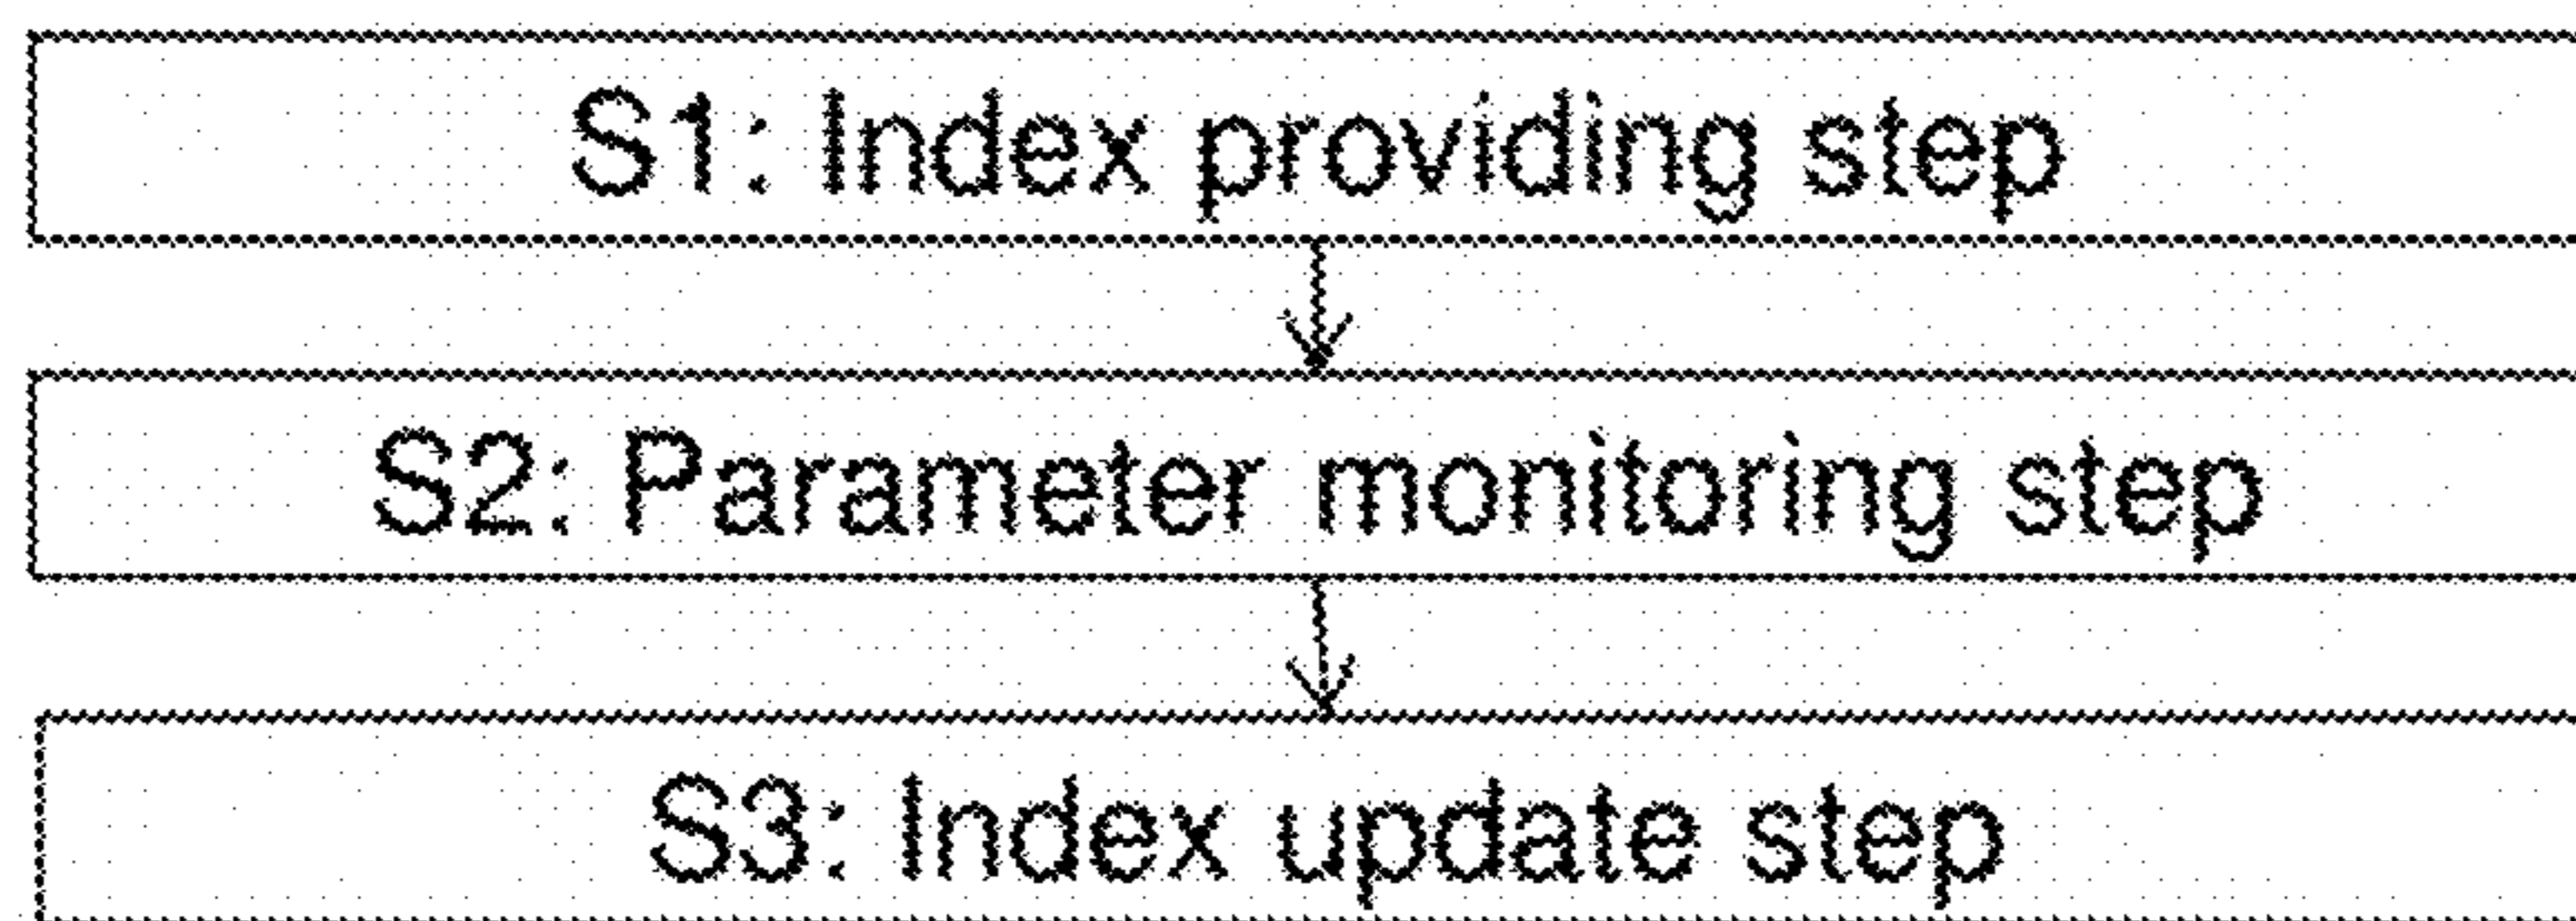 S1: Index providing step
S2: Parameter monitoring step
S3: Index update step